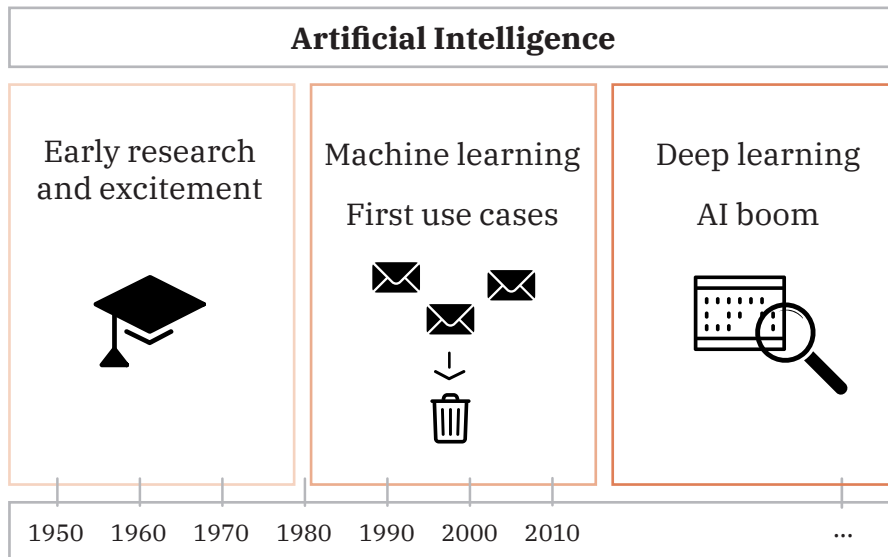 Artificial Intelligence
Early research
and excitement
Machine learning
First use cases
Deep learning
AI boom
1950 1960 1970 1980 1990 2000 2010 ...